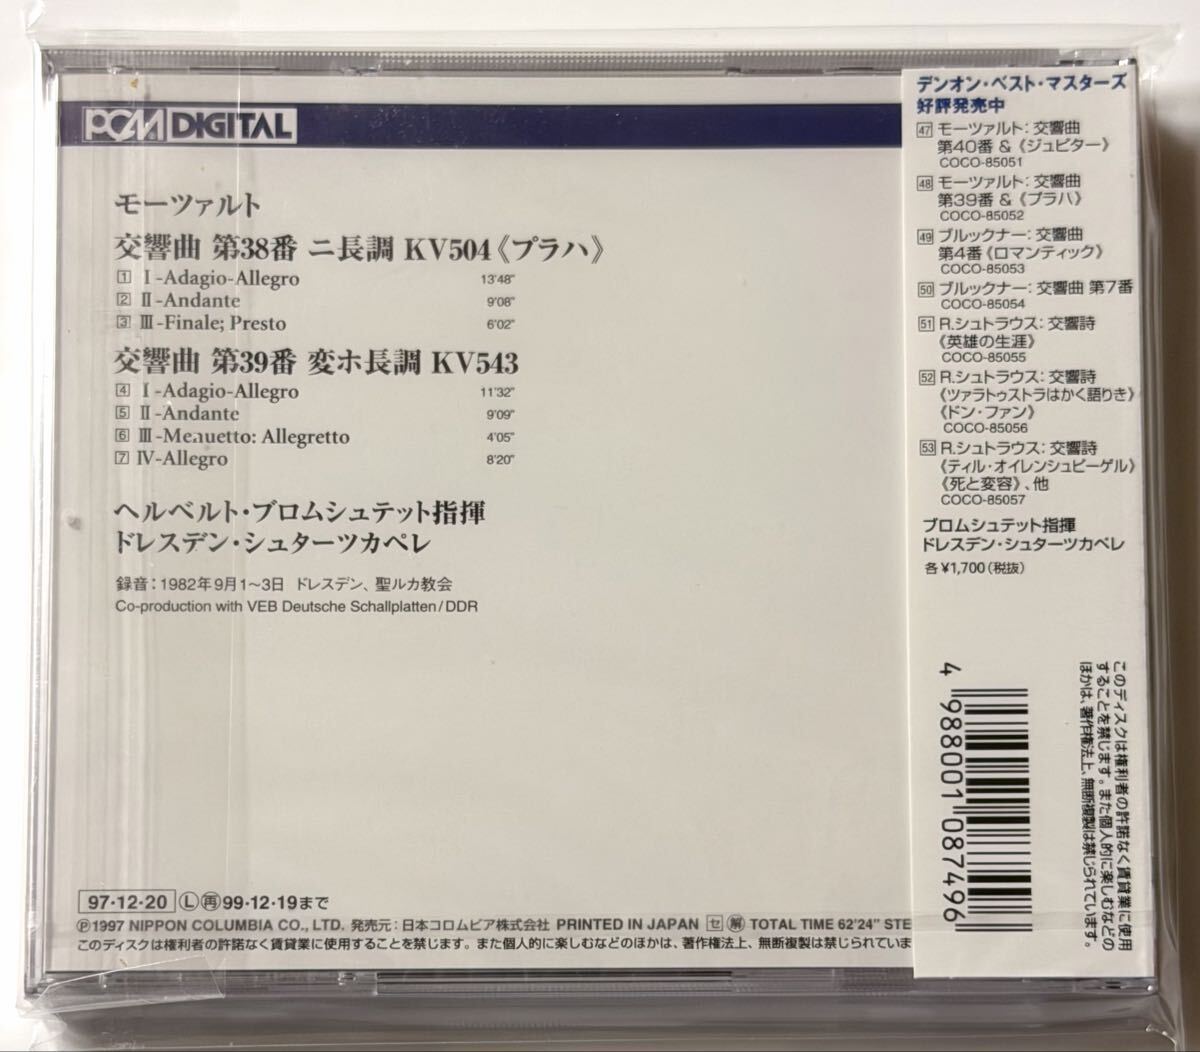 PCM DIGITAL
モーツァルト
交響曲 第38番 ニ長調 KV504《プラハ》
1 Ⅰ-Adagio-Allegro 13'48"
2 Ⅱ-Andante 9'08"
3 Ⅲ-Finale; Presto 6'02"
交響曲 第39番 変ホ長調 KV543
4 Ⅰ-Adagio-Allegro 11'32"
5 Ⅱ-Andante 9'09"
6 Ⅲ-Menuetto: Allegretto 4'05"
7 Ⅳ-Allegro 8'20"
ヘルベルト・ブロムシュテット指揮
ドレスデン・シュターツカペレ
録音：1982年9月1〜3日 ドレスデン、聖ルカ教会
Co-production with VEB Deutsche Schallplatten/DDR
97・12・20 Ⓛ㊢99・12・19まで
Ⓟ1997 NIPPON COLUMBIA CO., LTD. 発売元：日本コロムビア株式会社 PRINTED IN JAPAN セ 解 TOTAL TIME 62'24" STE
このディスクは権利者の許諾なく賃貸業に使用することを禁じます。また個人的に楽しむなどのほかは、著作権法上、無断複製は禁じられていま
デンオン・ベスト・マスターズ
好評発売中
47 モーツァルト：交響曲
第40番 &《ジュピター》
COCO-85051
48 モーツァルト：交響曲
第39番 &《プラハ》
COCO-85052
49 ブルックナー：交響曲
第4番《ロマンティック》
COCO-85053
50 ブルックナー：交響曲 第7番
COCO-85054
51 R.シュトラウス：交響詩
《英雄の生涯》
COCO-85055
52 R.シュトラウス：交響詩
《ツァラトゥストラはかく語りき》
《ドン・ファン》
COCO-85056
53 R.シュトラウス：交響詩
《ティル・オイレンシュピーゲル》
《死と変容》、他
COCO-85057
ブロムシュテット指揮
ドレスデン・シュターツカペレ
各¥1,700（税抜）
4 988001 087496
このディスクは権利者の許諾なく賃貸業に使用
することを禁じます。また個人的に楽しむなどの
ほかは、著作権法上、無断複製は禁じられています。